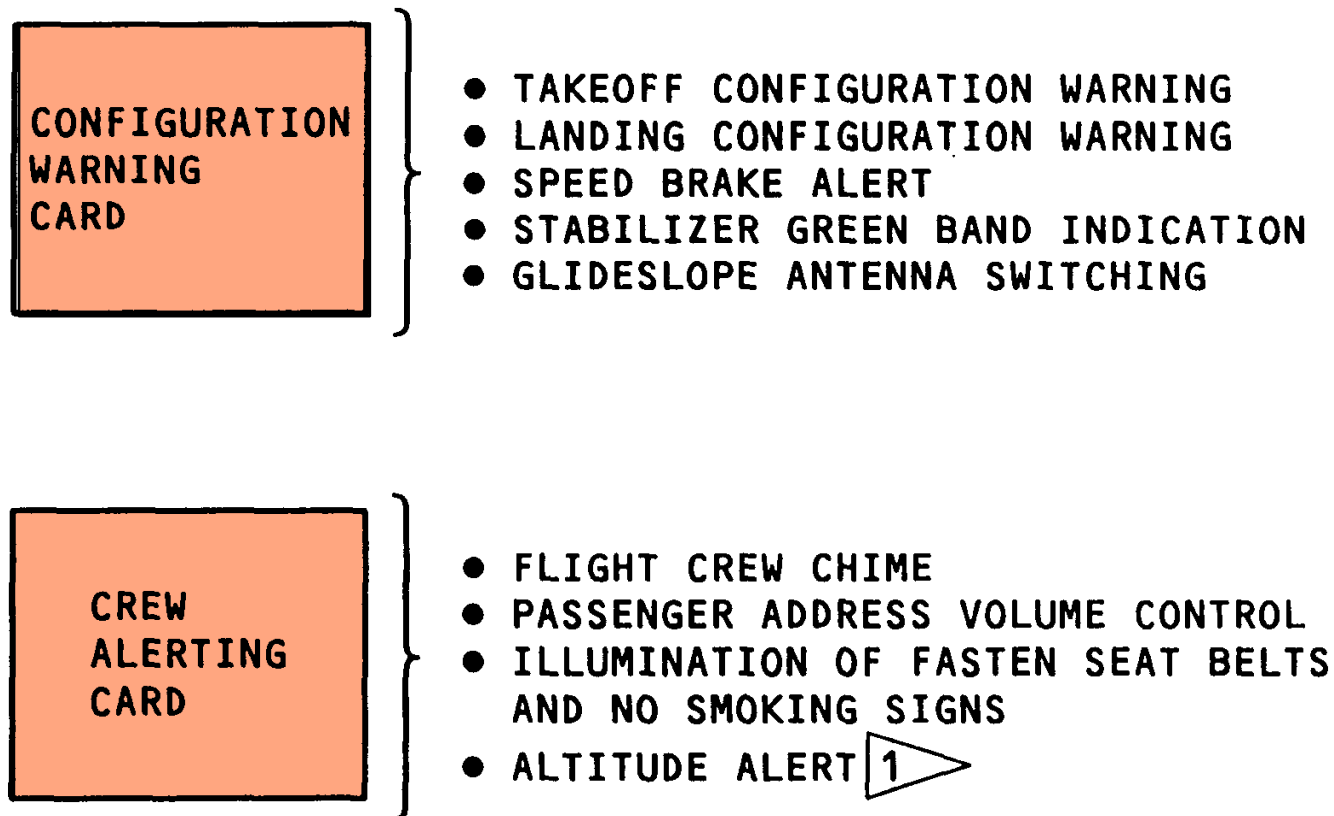 CONFIGURATION
WARNING
CARD
● TAKEOFF CONFIGURATION WARNING
● LANDING CONFIGURATION WARNING
● SPEED BRAKE ALERT
● STABILIZER GREEN BAND INDICATION
● GLIDESLOPE ANTENNA SWITCHING
CREW
ALERTING
CARD
● FLIGHT CREW CHIME
● PASSENGER ADDRESS VOLUME CONTROL
● ILLUMINATION OF FASTEN SEAT BELTS
AND NO SMOKING SIGNS
● ALTITUDE ALERT 1